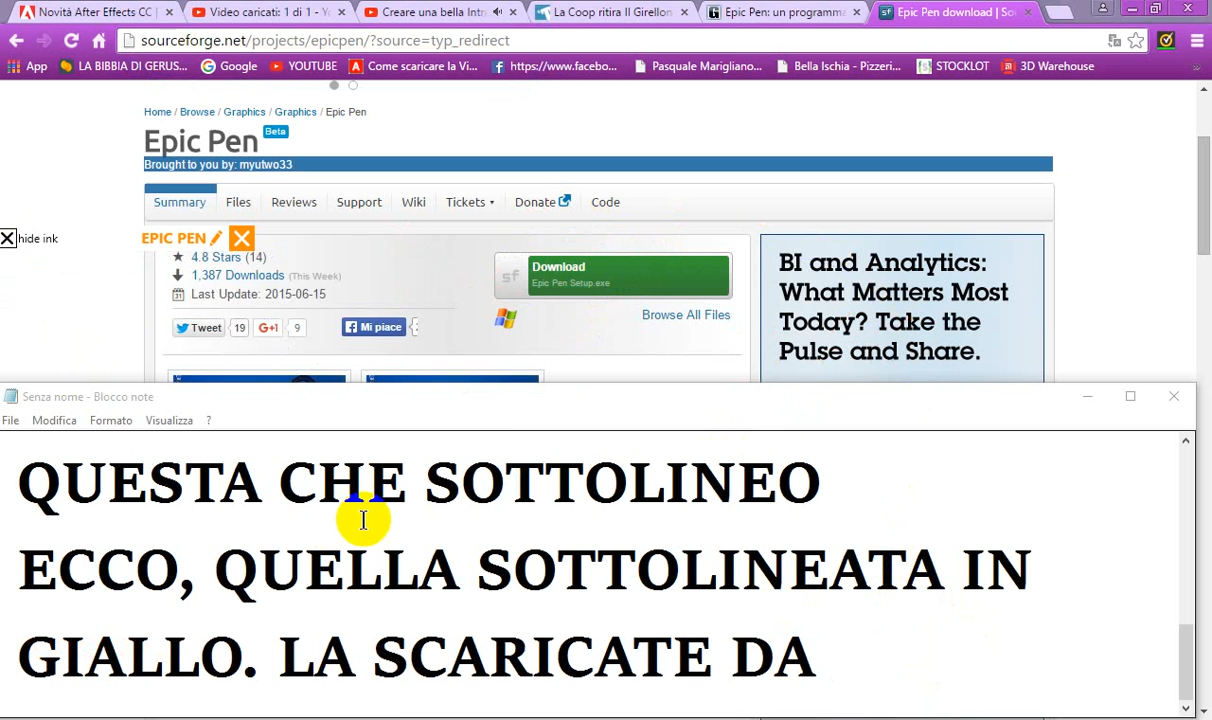 Novità After Effects CC |
Video caricati: 1 di 1 - Yo
Creare una bella Intr
La Coop ritira Il Girellon
Epic Pen: un programma
Epic Pen download | So
sourceforge.net/projects/epicpen/?source=typ_redirect
App
LA BIBBIA DI GERUS...
Google
YOUTUBE
Come scaricare la Vi...
https://www.facebo...
Pasquale Marigliano...
Bella Ischia - Pizzeri...
STOCKLOT
3D Warehouse
»
Home / Browse / Graphics / Graphics / Epic Pen
Epic Pen Beta
Brought to you by: myutwo33
Summary
Files
Reviews
Support
Wiki
Tickets
Donate
Code
hide ink
EPIC PEN
4.8 Stars (14)
1,387 Downloads (This Week)
Last Update: 2015-06-15
Tweet 19
G+1 9
Mi piace
sf
Download
Epic Pen Setup.exe
Browse All Files
BI and Analytics:
What Matters Most
Today? Take the
Pulse and Share.
Senza nome - Blocco note
File Modifica Formato Visualizza ?
QUESTA CHE SOTTOLINEO
ECCO, QUELLA SOTTOLINEATA IN
GIALLO. LA SCARICATE DA